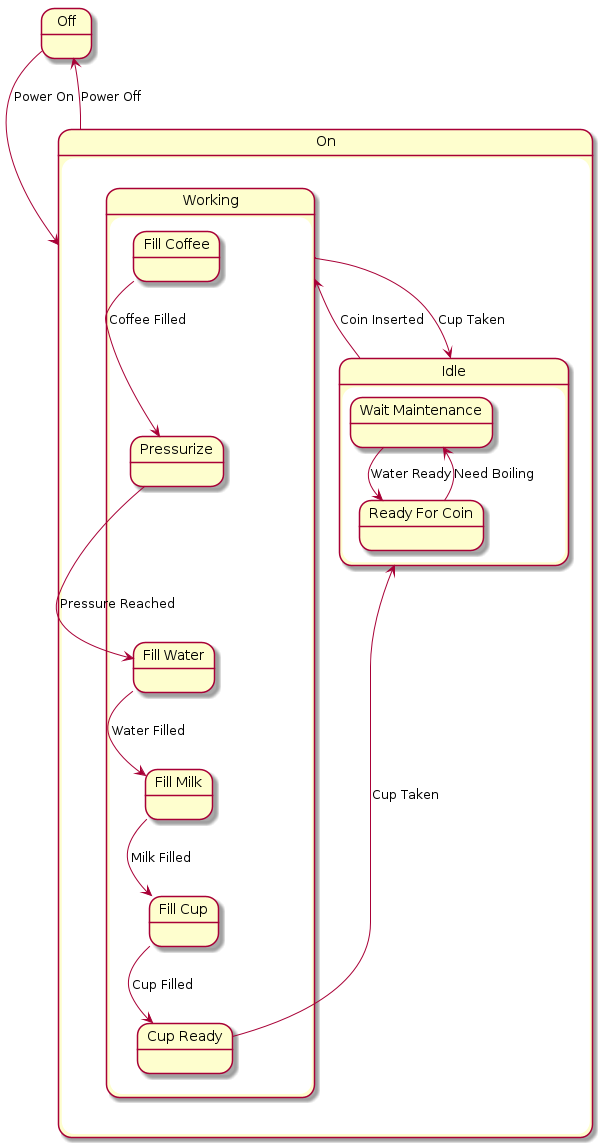 Off
Power On
Power Off
On
Working
Fill Coffee
Coffee Filled
Coin Inserted
Cup Taken
Idle
Wait Maintenance
Pressurize
Water Ready
Need Boiling
Ready For Coin
Pressure Reached
Fill Water
Water Filled
Fill Milk
Cup Taken
Milk Filled
Fill Cup
Cup Filled
Cup Ready